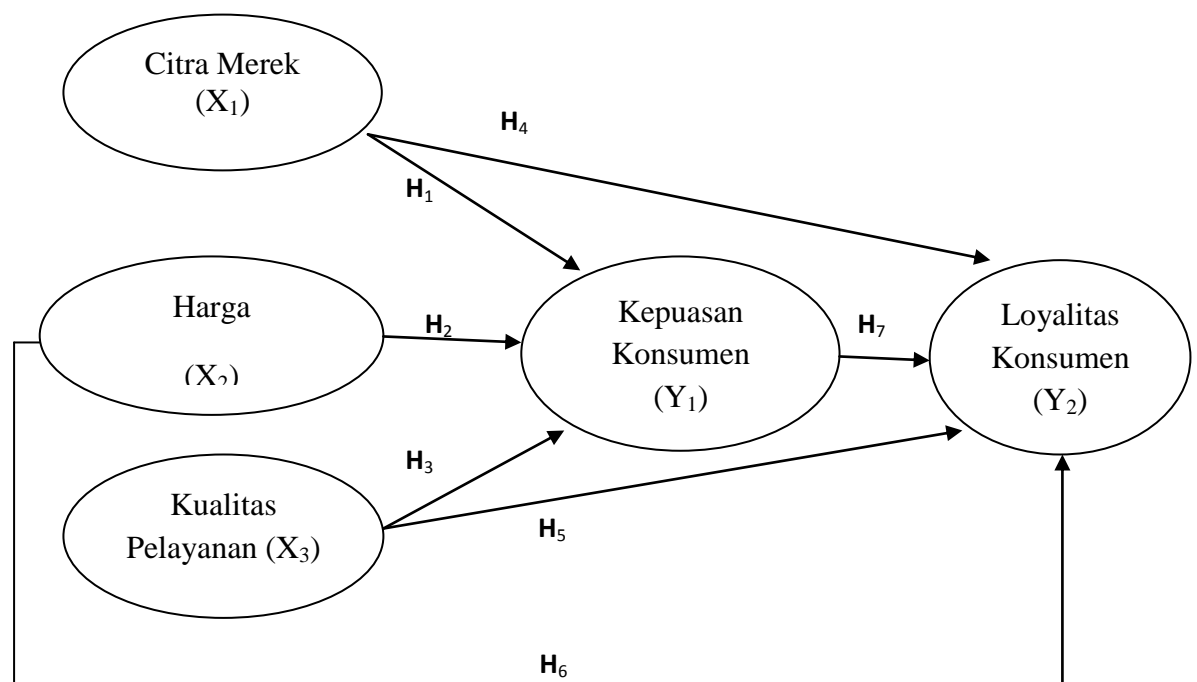 Citra Merek
(X₁)
H₄
H₁
Harga
(X₂)
H₂
Kepuasan
Konsumen
(Y₁)
H₇
Loyalitas
Konsumen
(Y₂)
H₃
Kualitas
Pelayanan (X₃)
H₅
H₆